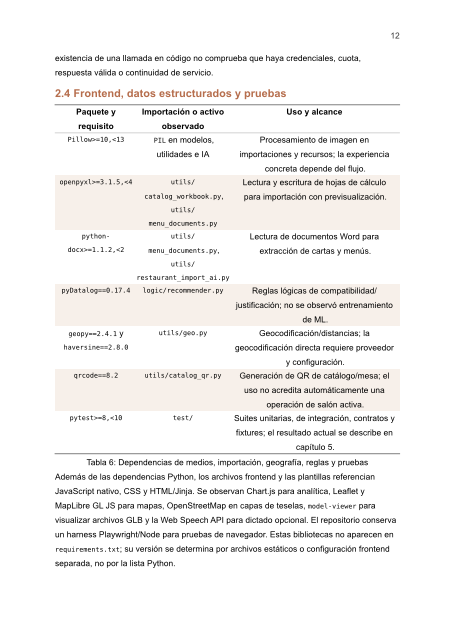 12
existencia de una llamada en código no comprueba que haya credenciales, cuota,
respuesta válida o continuidad de servicio.
2.4 Frontend, datos estructurados y pruebas
Paquete y requisito | Importación o activo observado | Uso y alcance
Pillow>=10,<13 | PIL en modelos, utilidades e IA | Procesamiento de imagen en importaciones y recursos; la experiencia concreta depende del flujo.
openpyxl>=3.1.5,<4 | utils/catalog_workbook.py, utils/menu_documents.py | Lectura y escritura de hojas de cálculo para importación con previsualización.
python-docx>=1.1.2,<2 | utils/menu_documents.py, utils/restaurant_import_ai.py | Lectura de documentos Word para extracción de cartas y menús.
pyDatalog==0.17.4 | logic/recommender.py | Reglas lógicas de compatibilidad/justificación; no se observó entrenamiento de ML.
geopy==2.4.1 y haversine==2.8.0 | utils/geo.py | Geocodificación/distancias; la geocodificación directa requiere proveedor y configuración.
qrcode==8.2 | utils/catalog_qr.py | Generación de QR de catálogo/mesa; el uso no acredita automáticamente una operación de salón activa.
pytest>=8,<10 | test/ | Suites unitarias, de integración, contratos y fixtures; el resultado actual se describe en capítulo 5.
Tabla 6: Dependencias de medios, importación, geografía, reglas y pruebas
Además de las dependencias Python, los archivos frontend y las plantillas referencian
JavaScript nativo, CSS y HTML/Jinja. Se observan Chart.js para analítica, Leaflet y
MapLibre GL JS para mapas, OpenStreetMap en capas de teselas, model-viewer para
visualizar archivos GLB y la Web Speech API para dictado opcional. El repositorio conserva
un harness Playwright/Node para pruebas de navegador. Estas bibliotecas no aparecen en
requirements.txt; su versión se determina por archivos estáticos o configuración frontend
separada, no por la lista Python.